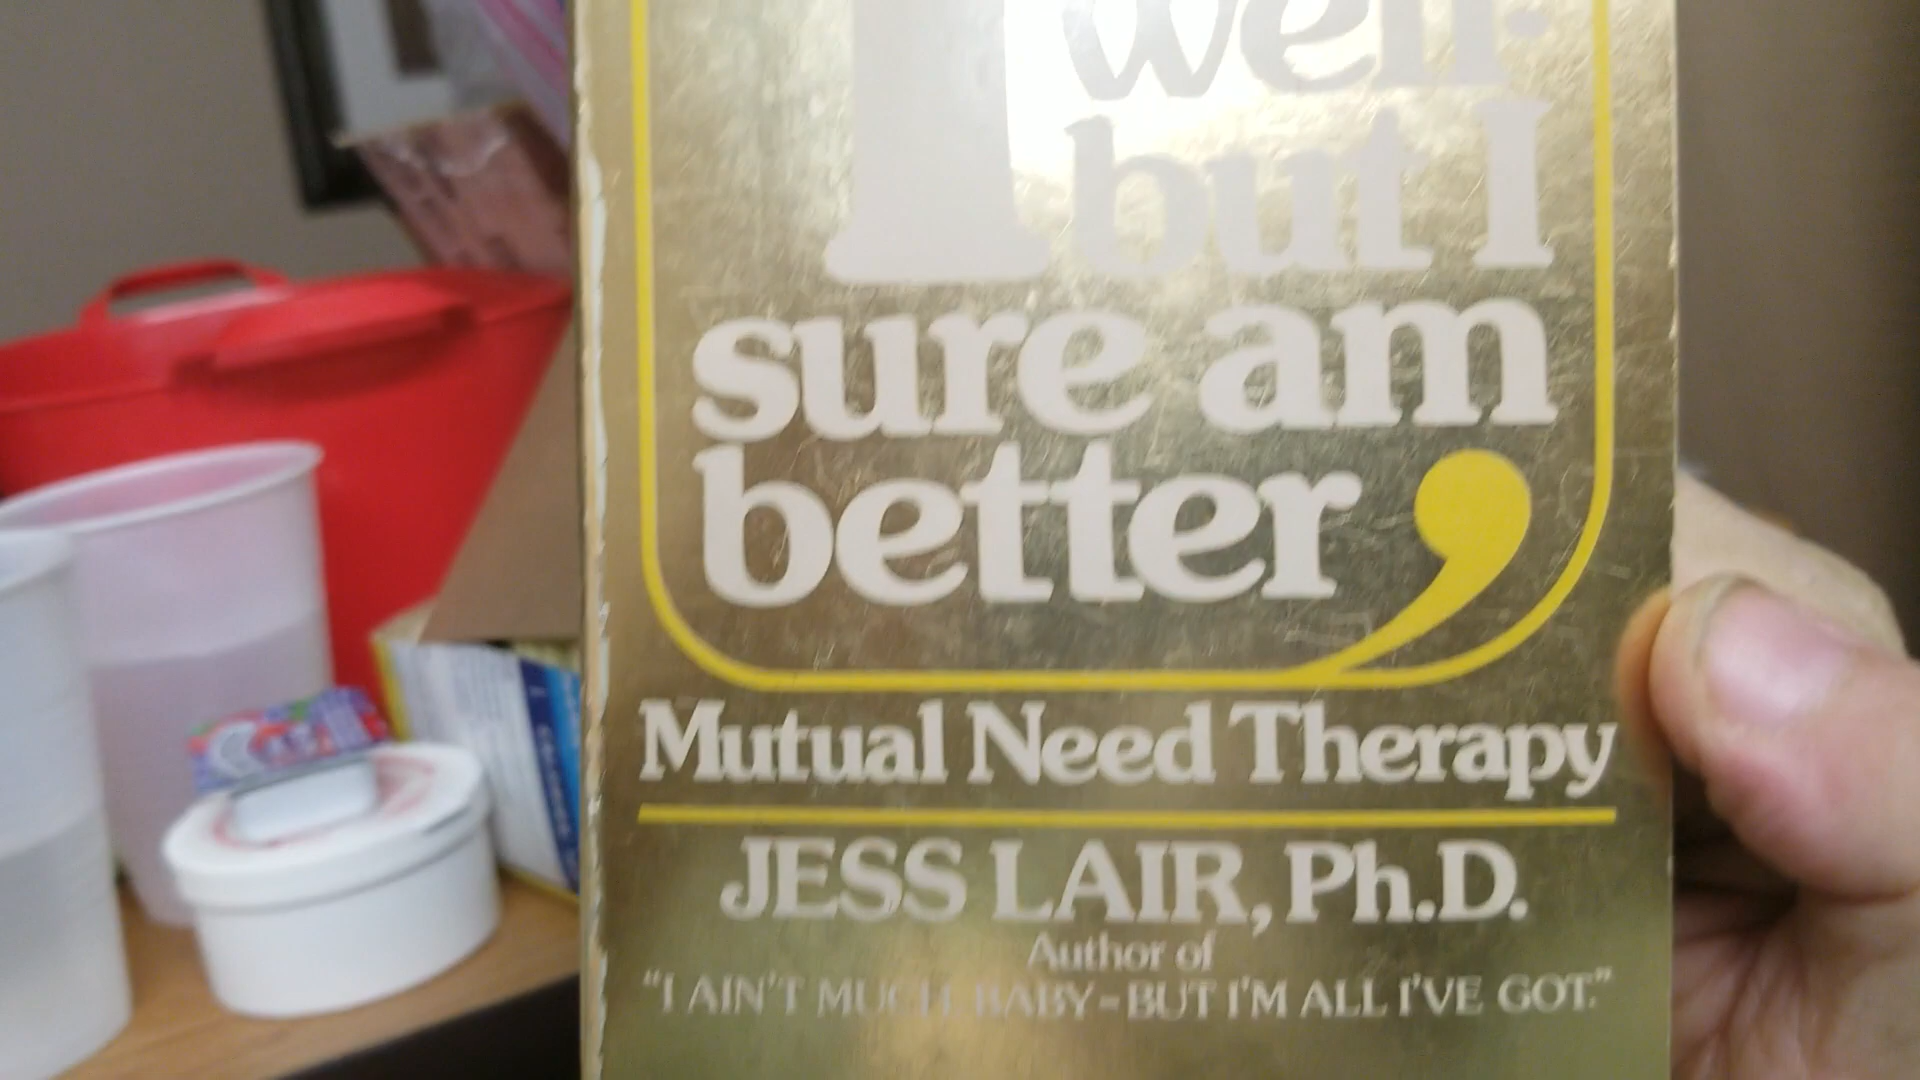 I well:
but I
sure am
better,
Mutual Need Therapy
JESS LAIR, Ph.D.
Author of
"I AIN'T MUCH, BABY-BUT I'M ALL I'VE GOT."